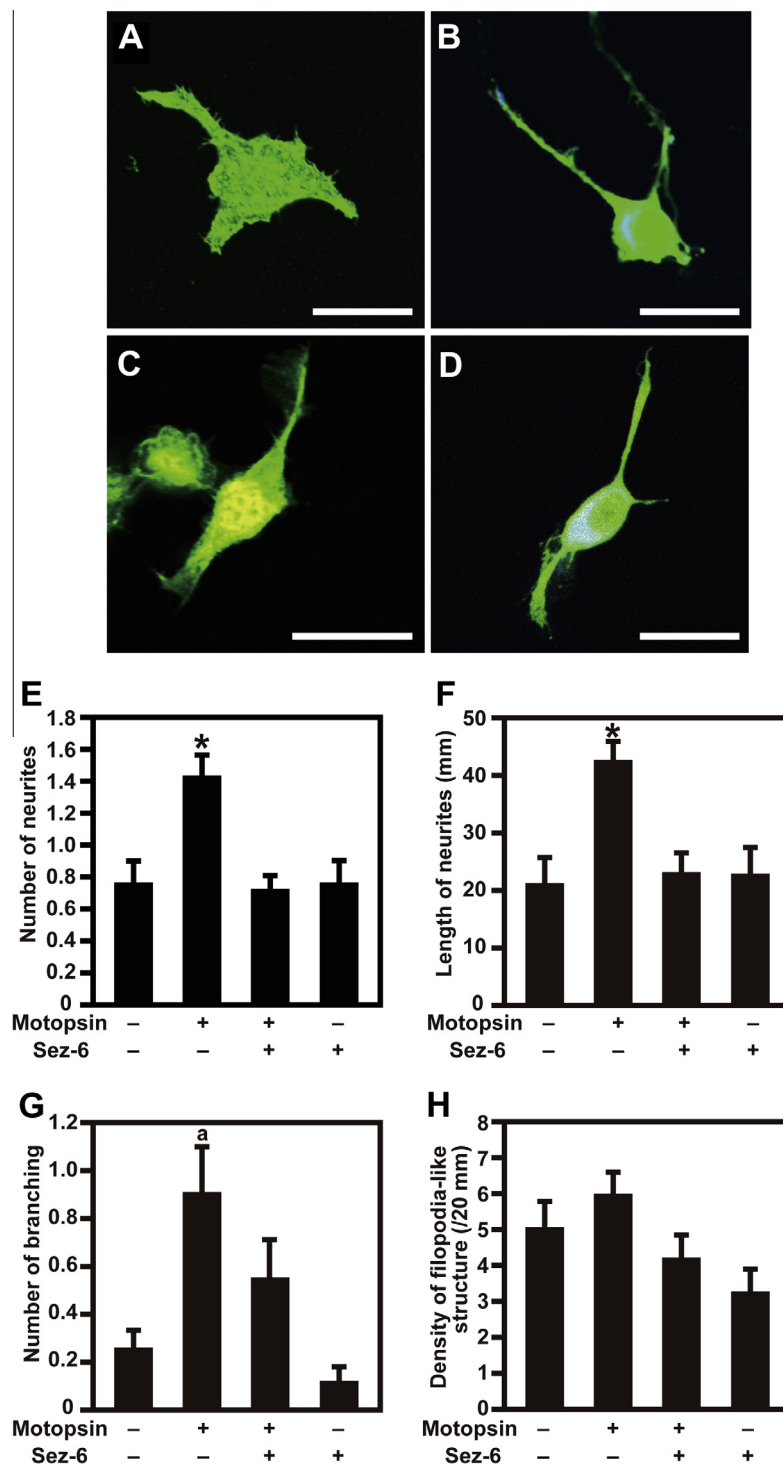 A
B
C
D
E
Number of neurites
1.8
1.6
1.4
1.2
1.0
0.8
0.6
0.4
0.2
0
*
Motopsin − + + −
Sez-6 − − + +
F
Length of neurites (mm)
50
40
30
20
10
0
*
Motopsin − + + −
Sez-6 − − + +
G
Number of branching
1.2
1.0
0.8
0.6
0.4
0.2
0
a
Motopsin − + + −
Sez-6 − − + +
H
Density of filopodia-like
structure (/20 mm)
8
7
6
5
4
3
2
1
0
Motopsin − + + −
Sez-6 − − + +